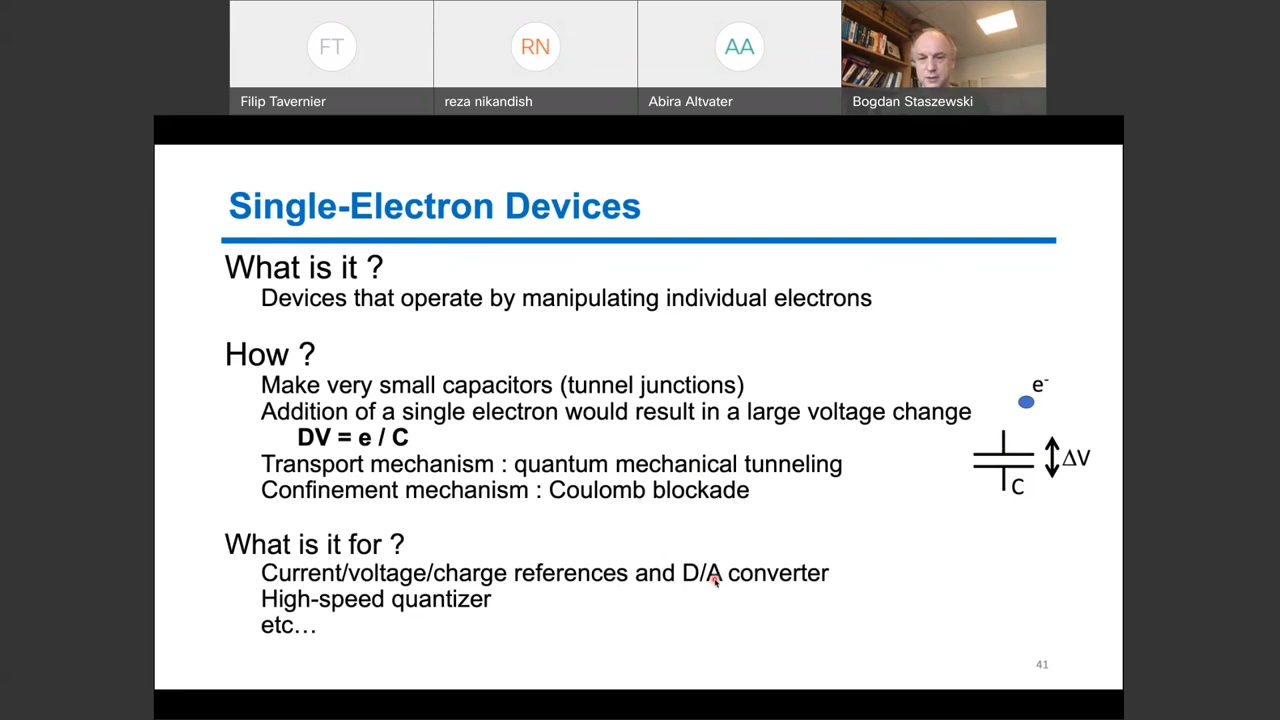 FT
RN
AA
Filip Tavernier
reza nikandish
Abira Altvater
Bogdan Staszewski
Single-Electron Devices
What is it ?
Devices that operate by manipulating individual electrons
How ?
Make very small capacitors (tunnel junctions)
Addition of a single electron would result in a large voltage change
DV = e / C
Transport mechanism : quantum mechanical tunneling
Confinement mechanism : Coulomb blockade
e⁻
ΔV
C
What is it for ?
Current/voltage/charge references and D/A converter
High-speed quantizer
etc…
41